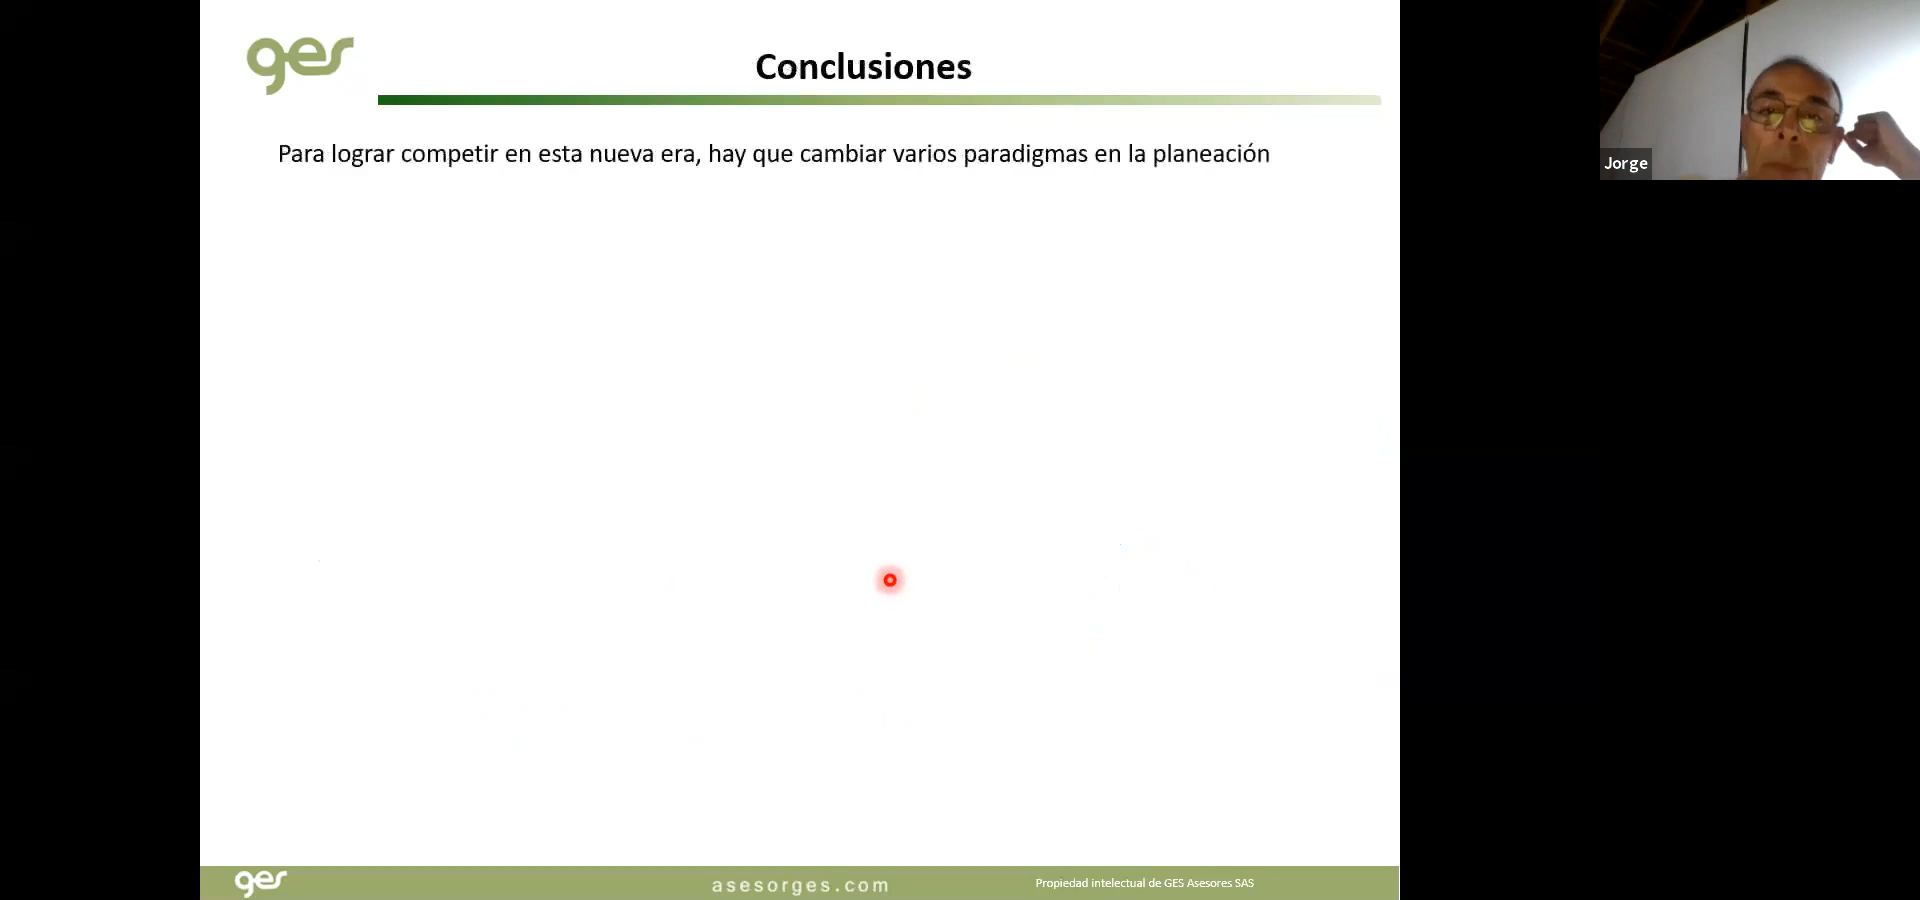 ges
Conclusiones
Para lograr competir en esta nueva era, hay que cambiar varios paradigmas en la planeación
Jorge
ges
asesorges.com
Propiedad intelectual de GES Asesores SAS